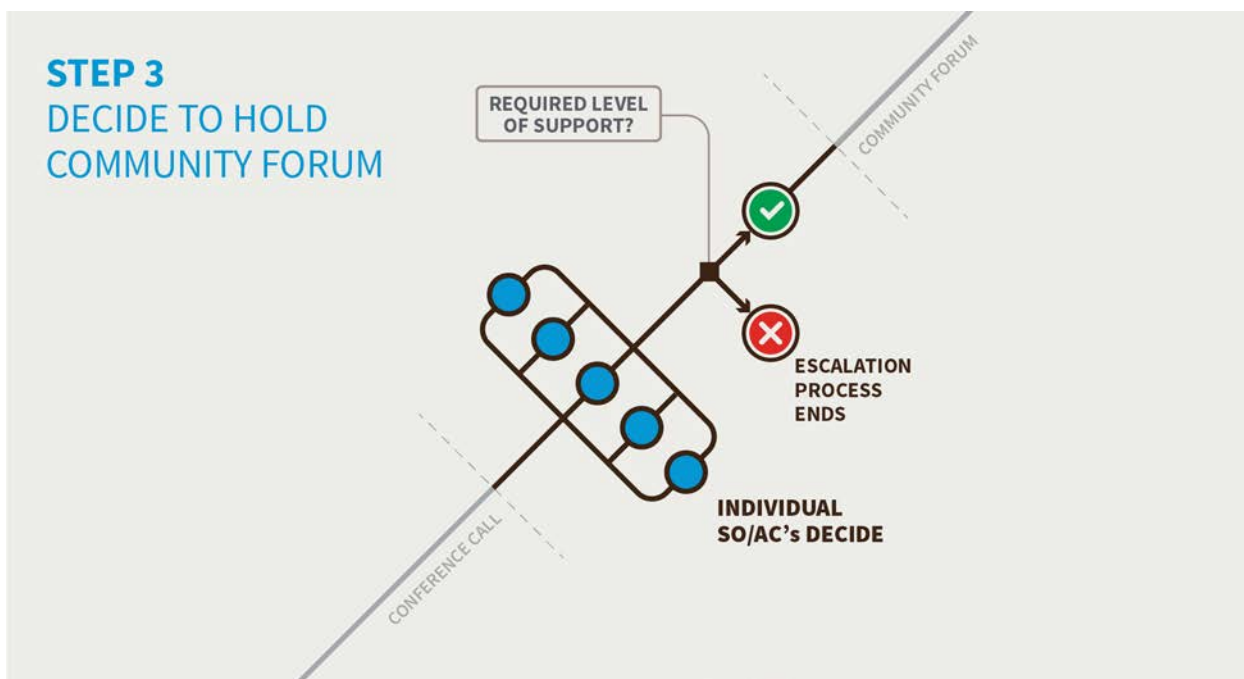 STEP 3
DECIDE TO HOLD
COMMUNITY FORUM
REQUIRED LEVEL
OF SUPPORT?
COMMUNITY FORUM
ESCALATION
PROCESS
ENDS
INDIVIDUAL
SO/AC's DECIDE
CONFERENCE CALL